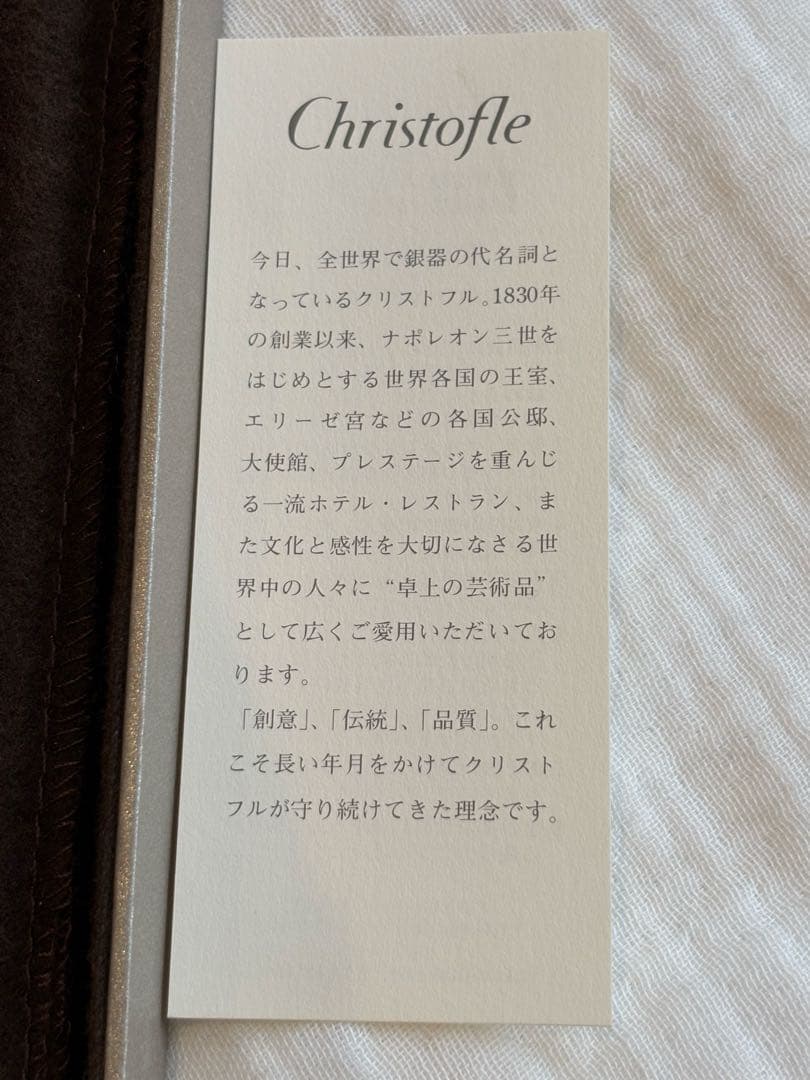 Christofle
今日、全世界で銀器の代名詞と
なっているクリストフル。1830年
の創業以来、ナポレオン三世を
はじめとする世界各国の王室、
エリーゼ宮などの各国公邸、
大使館、プレステージを重んじ
る一流ホテル・レストラン、ま
た文化と感性を大切になさる世
界中の人々に “卓上の芸術品”
として広くご愛用いただいてお
ります。
「創意」、「伝統」、「品質」。これ
こそ長い年月をかけてクリスト
フルが守り続けてきた理念です。